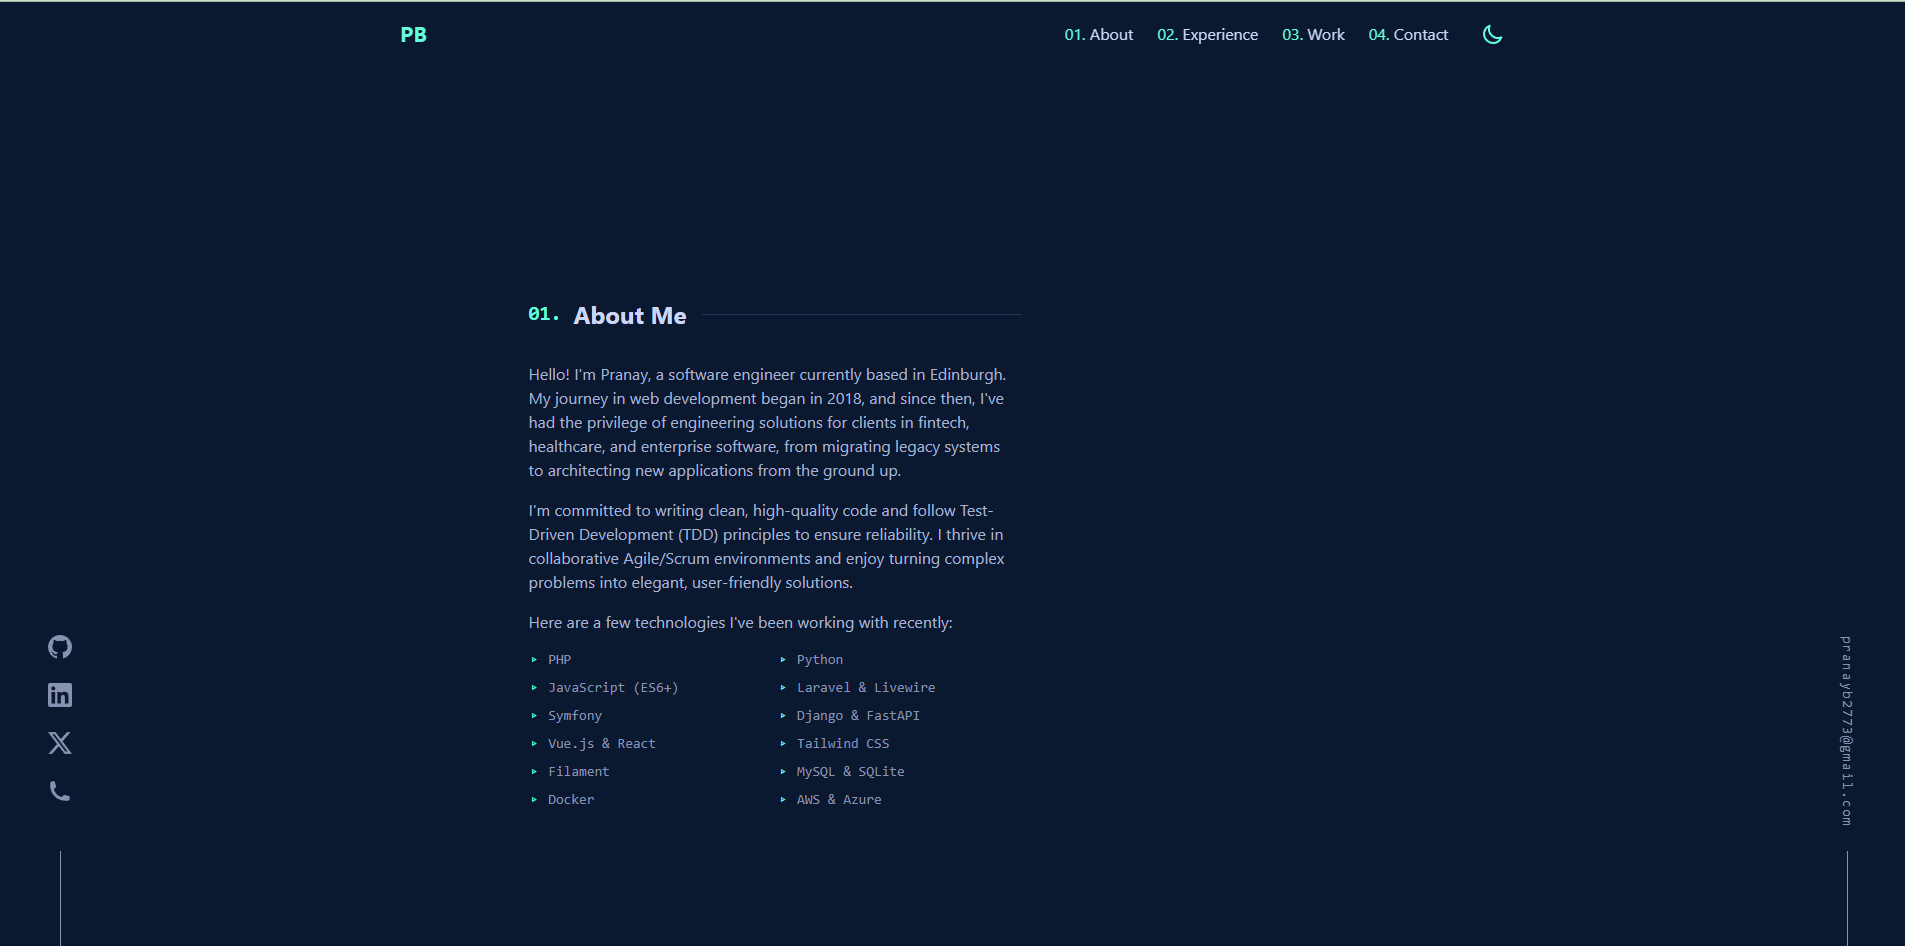 PB
01. About
02. Experience
03. Work
04. Contact
01. About Me
Hello! I'm Pranay, a software engineer currently based in Edinburgh.
My journey in web development began in 2018, and since then, I've
had the privilege of engineering solutions for clients in fintech,
healthcare, and enterprise software, from migrating legacy systems
to architecting new applications from the ground up.
I'm committed to writing clean, high-quality code and follow Test-
Driven Development (TDD) principles to ensure reliability. I thrive in
collaborative Agile/Scrum environments and enjoy turning complex
problems into elegant, user-friendly solutions.
Here are a few technologies I've been working with recently:
PHP
Python
JavaScript (ES6+)
Laravel & Livewire
Symfony
Django & FastAPI
Vue.js & React
Tailwind CSS
Filament
MySQL & SQLite
Docker
AWS & Azure
pranayb2773@gmail.com